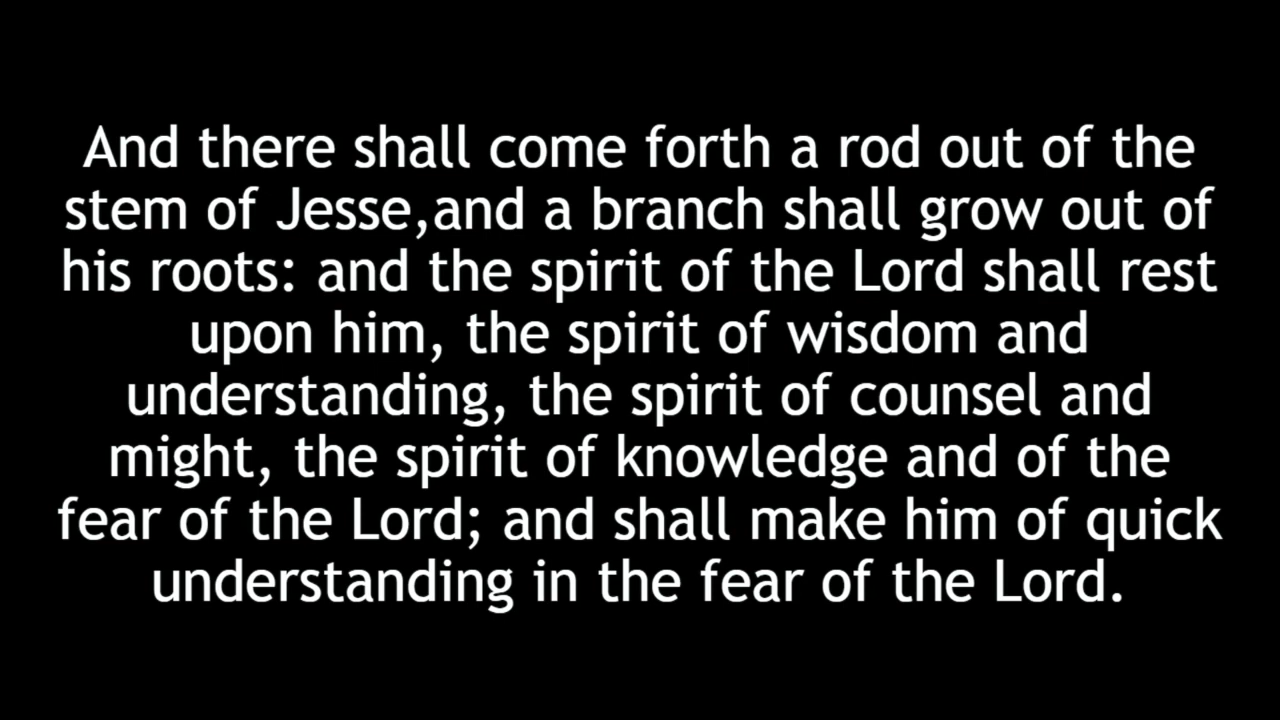 And there shall come forth a rod out of the
stem of Jesse,and a branch shall grow out of
his roots: and the spirit of the Lord shall rest
upon him, the spirit of wisdom and
understanding, the spirit of counsel and
might, the spirit of knowledge and of the
fear of the Lord; and shall make him of quick
understanding in the fear of the Lord.